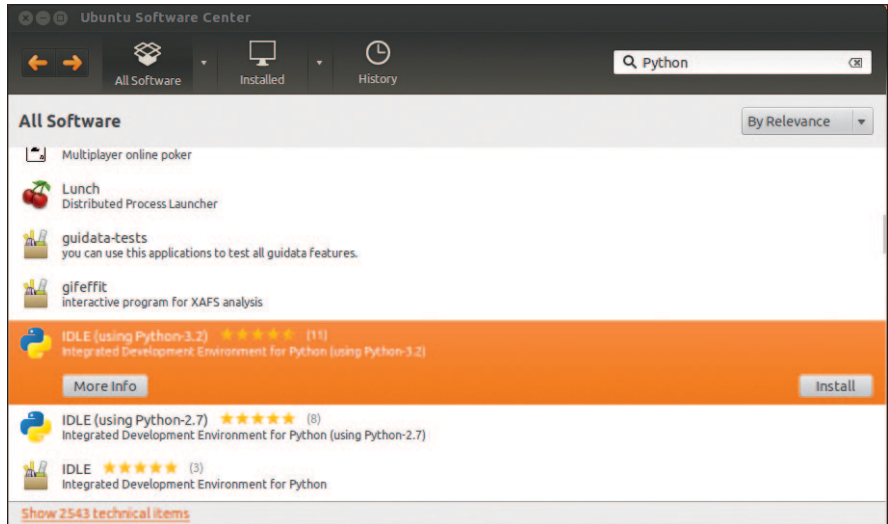 Ubuntu Software Center
All Software
Installed
History
Python
All Software
By Relevance
Multiplayer online poker
Lunch
Distributed Process Launcher
guidata-tests
you can use this applications to test all guidata features.
gifeffit
interactive program for XAFS analysis
IDLE (using Python-3.2) (11)
Integrated Development Environment for Python (using Python-3.2)
More Info
Install
IDLE (using Python-2.7) (8)
Integrated Development Environment for Python (using Python-2.7)
IDLE (3)
Integrated Development Environment for Python
Show 2543 technical items